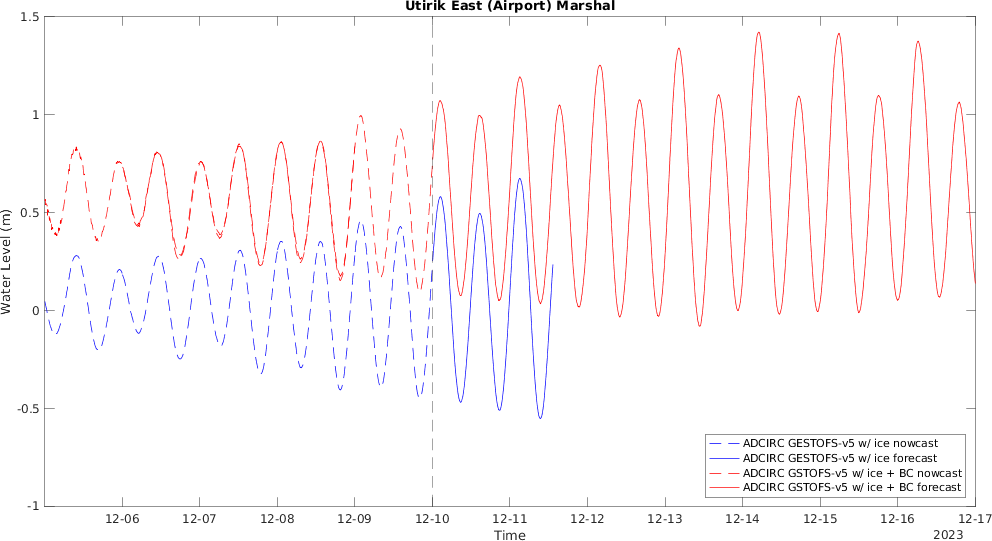 Utirik East (Airport) Marshal
Water Level (m)
1.5
1
0.5
0
-0.5
-1
12-06
12-07
12-08
12-09
12-10
12-11
12-12
12-13
12-14
12-15
12-16
12-17
Time
2023
ADCIRC GESTOFS-v5 w/ ice nowcast
ADCIRC GESTOFS-v5 w/ ice forecast
ADCIRC GSTOFS-v5 w/ ice + BC nowcast
ADCIRC GSTOFS-v5 w/ ice + BC forecast